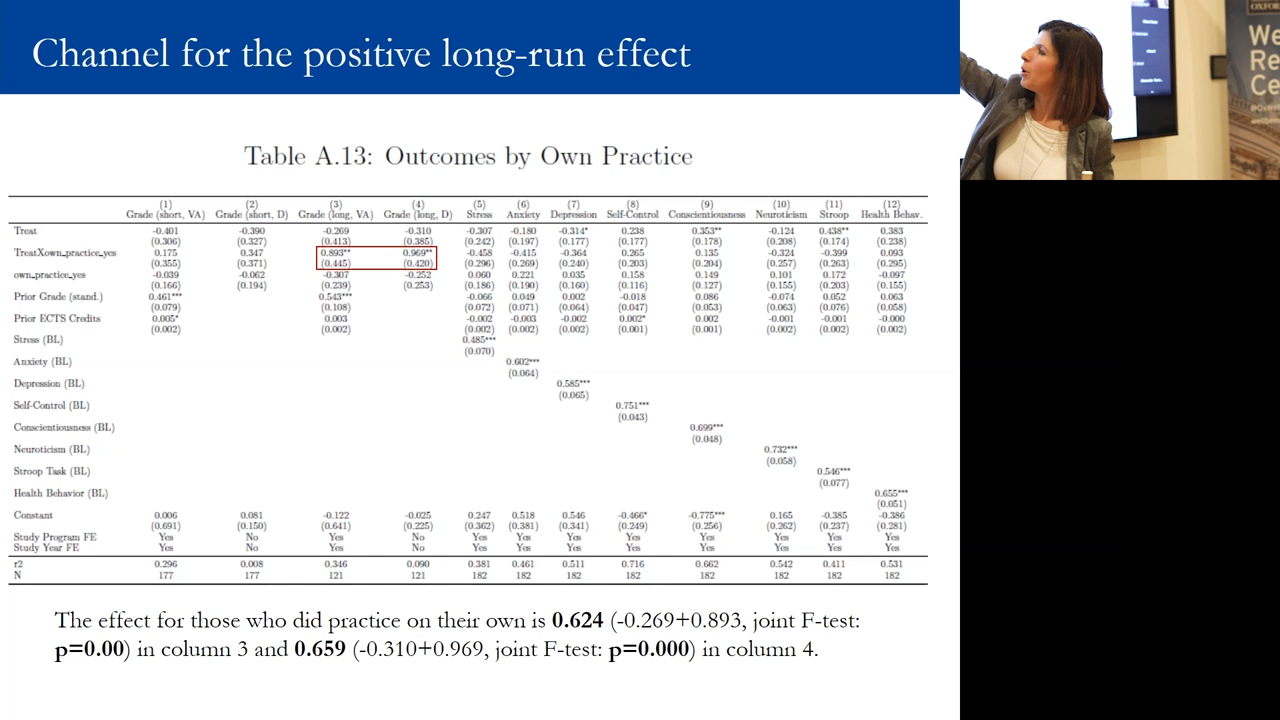 Channel for the positive long-run effect
Table A.13: Outcomes by Own Practice
(1) (2) (3) (4) (5) (6) (7) (8) (9) (10) (11) (12)
Grade (short, VA) Grade (short, D) Grade (long, VA) Grade (long, D) Stress Anxiety Depression Self-Control Conscientiousness Neuroticism Stroop Health Behav.
Treat -0.401 -0.390 -0.269 -0.310 -0.307 -0.180 -0.314* 0.238 0.353** -0.124 0.438** 0.383
(0.306) (0.327) (0.413) (0.385) (0.242) (0.197) (0.177) (0.177) (0.178) (0.208) (0.174) (0.238)
TreatXown_practice_yes 0.175 0.347 0.893** 0.969** -0.458 -0.415 -0.364 0.265 0.135 -0.324 -0.399 0.093
(0.355) (0.371) (0.445) (0.420) (0.296) (0.269) (0.240) (0.203) (0.204) (0.257) (0.263) (0.295)
own_practice_yes -0.039 -0.062 -0.307 -0.252 0.060 0.221 0.035 0.158 0.149 0.101 0.172 -0.097
(0.166) (0.194) (0.239) (0.253) (0.186) (0.190) (0.160) (0.116) (0.127) (0.155) (0.203) (0.155)
Prior Grade (stand.) 0.461*** 0.543*** -0.066 0.049 0.002 -0.018 0.086 -0.074 0.052 0.063
(0.079) (0.108) (0.072) (0.071) (0.064) (0.047) (0.053) (0.063) (0.076) (0.058)
Prior ECTS Credits 0.005* 0.003 -0.002 -0.003 -0.002 0.002* 0.002 -0.001 -0.001 -0.000
(0.002) (0.002) (0.002) (0.002) (0.002) (0.001) (0.001) (0.002) (0.002) (0.002)
Stress (BL) 0.485***
(0.070)
Anxiety (BL) 0.602***
(0.064)
Depression (BL) 0.585***
(0.065)
Self-Control (BL) 0.751***
(0.043)
Conscientiousness (BL) 0.699***
(0.048)
Neuroticism (BL) 0.732***
(0.058)
Stroop Task (BL) 0.546***
(0.077)
Health Behavior (BL) 0.655***
(0.051)
Constant 0.006 0.081 -0.122 -0.025 0.247 0.518 0.546 -0.466* -0.775*** 0.165 -0.385 -0.386
(0.691) (0.150) (0.641) (0.225) (0.362) (0.381) (0.341) (0.249) (0.256) (0.262) (0.237) (0.281)
Study Program FE Yes No Yes No Yes Yes Yes Yes Yes Yes Yes Yes
Study Year FE Yes No Yes No Yes Yes Yes Yes Yes Yes Yes Yes
r2 0.296 0.008 0.346 0.090 0.381 0.461 0.511 0.716 0.662 0.542 0.411 0.531
N 177 177 121 121 182 182 182 182 182 182 182 182
The effect for those who did practice on their own is 0.624 (-0.269+0.893, joint F-test:
p=0.00) in column 3 and 0.659 (-0.310+0.969, joint F-test: p=0.000) in column 4.
OXFOR
We
Re
Ce